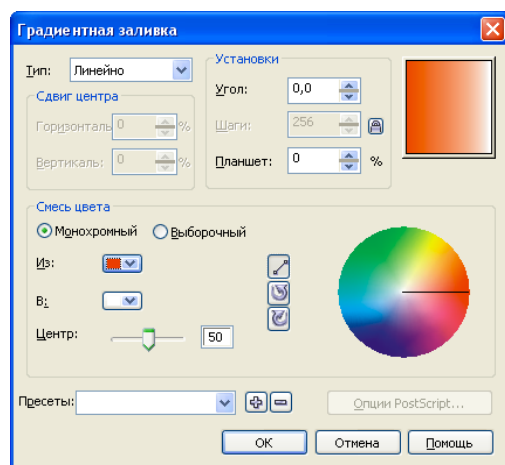 Градиентная заливка
Тип: Линейно
Сдвиг центра
Горизонталь 0 %
Вертикаль: 0 %
Установки
Угол: 0,0
Шаги: 256
Планшет: 0 %
Смесь цвета
Монохромный Выборочный
Из:
В:
Центр: 50
Пресеты:
Опции PostScript...
ОК Отмена Помощь